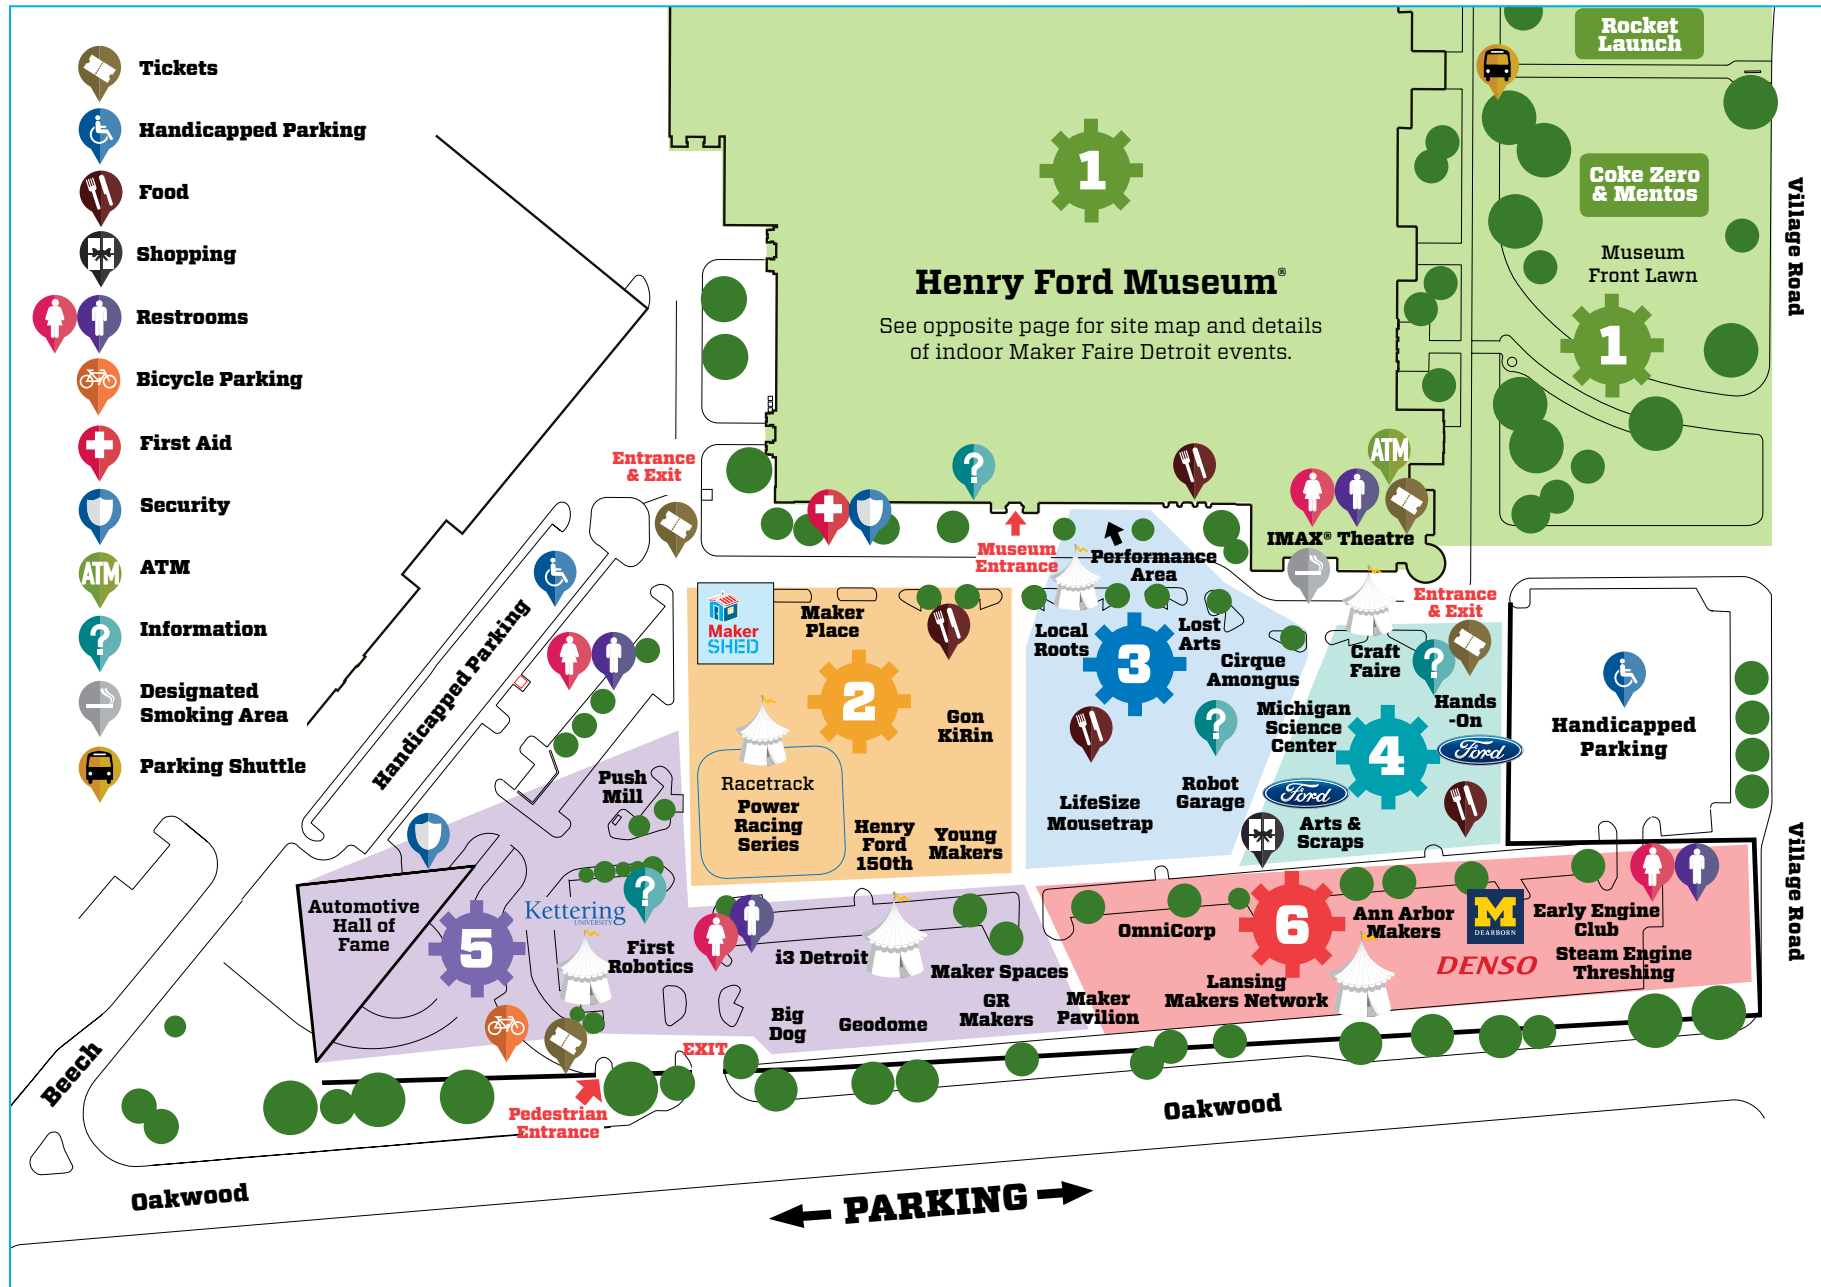 Tickets
Handicapped Parking
Food
Shopping
Restrooms
Bicycle Parking
First Aid
Security
ATM
ATM
Information
?
Designated
Smoking Area
Parking Shuttle
Rocket
Launch
Coke Zero
& Mentos
Museum
Front Lawn
1
Village Road
1
Henry Ford Museum®
See opposite page for site map and details
of indoor Maker Faire Detroit events.
Entrance
& Exit
?
ATM
Museum
Entrance
Performance
Area
IMAX® Theatre
Entrance
& Exit
Handicapped Parking
Maker
SHED
Maker
Place
2
Gon
KiRin
Racetrack
Power
Racing
Series
Henry
Ford
150th
Young
Makers
Local
Roots
3
Lost
Arts
Cirque
Amongus
?
LifeSize
Mousetrap
Robot
Garage
Craft
Faire
?
Hands
-On
Michigan
Science
Center
4
Ford
Ford
Arts &
Scraps
Handicapped
Parking
Village Road
Push
Mill
Automotive
Hall of
Fame
5
Kettering
UNIVERSITY
?
First
Robotics
i3 Detroit
Maker Spaces
Big
Dog
Geodome
GR
Makers
Maker
Pavilion
OmniCorp
6
Lansing
Makers Network
Ann Arbor
Makers
M
DEARBORN
DENSO
Early Engine
Club
Steam Engine
Threshing
EXIT
Pedestrian
Entrance
Beech
Oakwood
Oakwood
PARKING